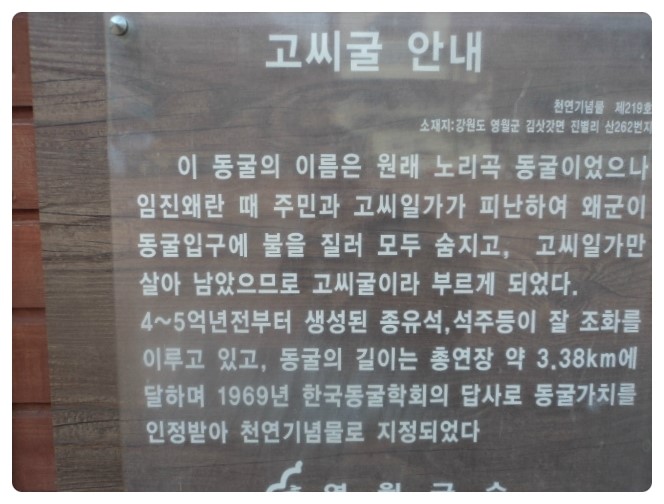 고씨굴 안내
천연기념물 제219호
소재지:강원도 영월군 김삿갓면 진별리 산262번지
이 동굴의 이름은 원래 노리곡 동굴이었으나
임진왜란 때 주민과 고씨일가가 피난하여 왜군이
동굴입구에 불을 질러 모두 숨지고, 고씨일가만
살아 남았으므로 고씨굴이라 부르게 되었다.
4~5억년전부터 생성된 종유석,석주등이 잘 조화를
이루고 있고, 동굴의 길이는 총연장 약 3.38km에
달하며 1969년 한국동굴학회의 답사로 동굴가치를
인정받아 천연기념물로 지정되었다
영월군수